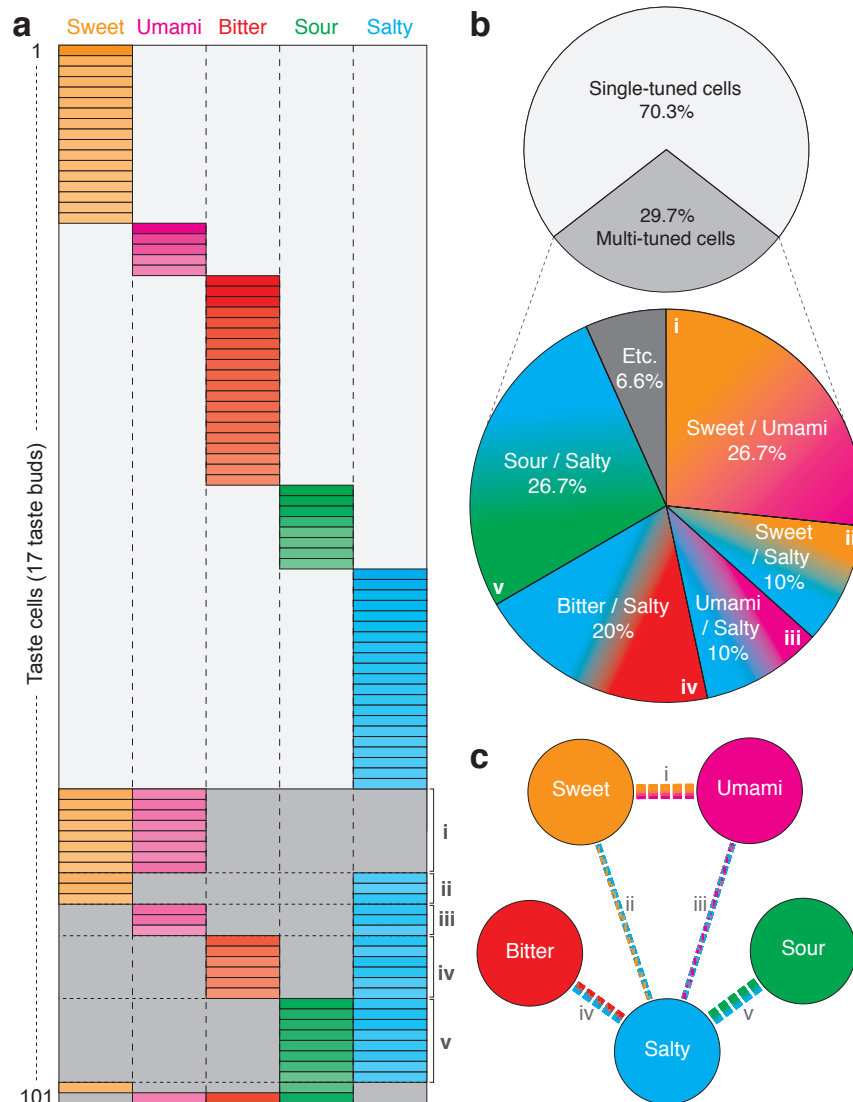 a
Sweet Umami Bitter Sour Salty
1
Taste cells (17 taste buds)
101
i
ii
iii
iv
v
b
Single-tuned cells
70.3%
29.7%
Multi-tuned cells
i
Etc.
6.6%
Sweet / Umami
26.7%
Sour / Salty
26.7%
ii
Sweet
/ Salty
10%
v
Bitter / Salty
20%
Umami
/ Salty
10%
iii
iv
c
Sweet
i
Umami
ii
iii
Bitter
Sour
iv
v
Salty